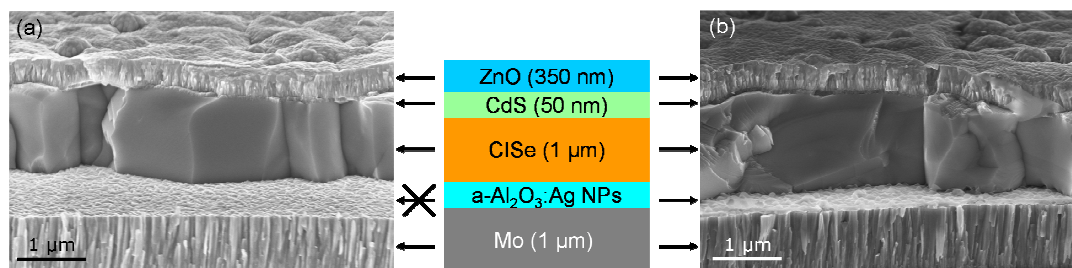 (a)
(b)
ZnO (350 nm)
CdS (50 nm)
CISe (1 µm)
a-Al₂O₃:Ag NPs
Mo (1 µm)
1 µm
1 µm